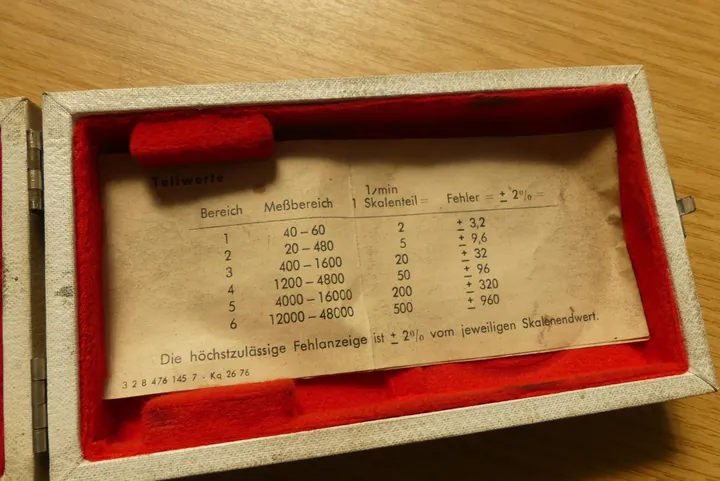 Teilwerte
Bereich Meßbereich 1/min 1 Skalenteil = Fehler = ± 2% =
1 40 – 60 2 ± 3,2
2 20 – 480 5 ± 9,6
3 400 – 1600 20 ± 32
4 1200 – 4800 50 ± 96
5 4000 – 16000 200 ± 320
6 12000 – 48000 500 ± 960
Die höchstzulässige Fehlanzeige ist ± 2% vom jeweiligen Skalenendwert.
3 2 8 476 145 7 - Kq 26 76